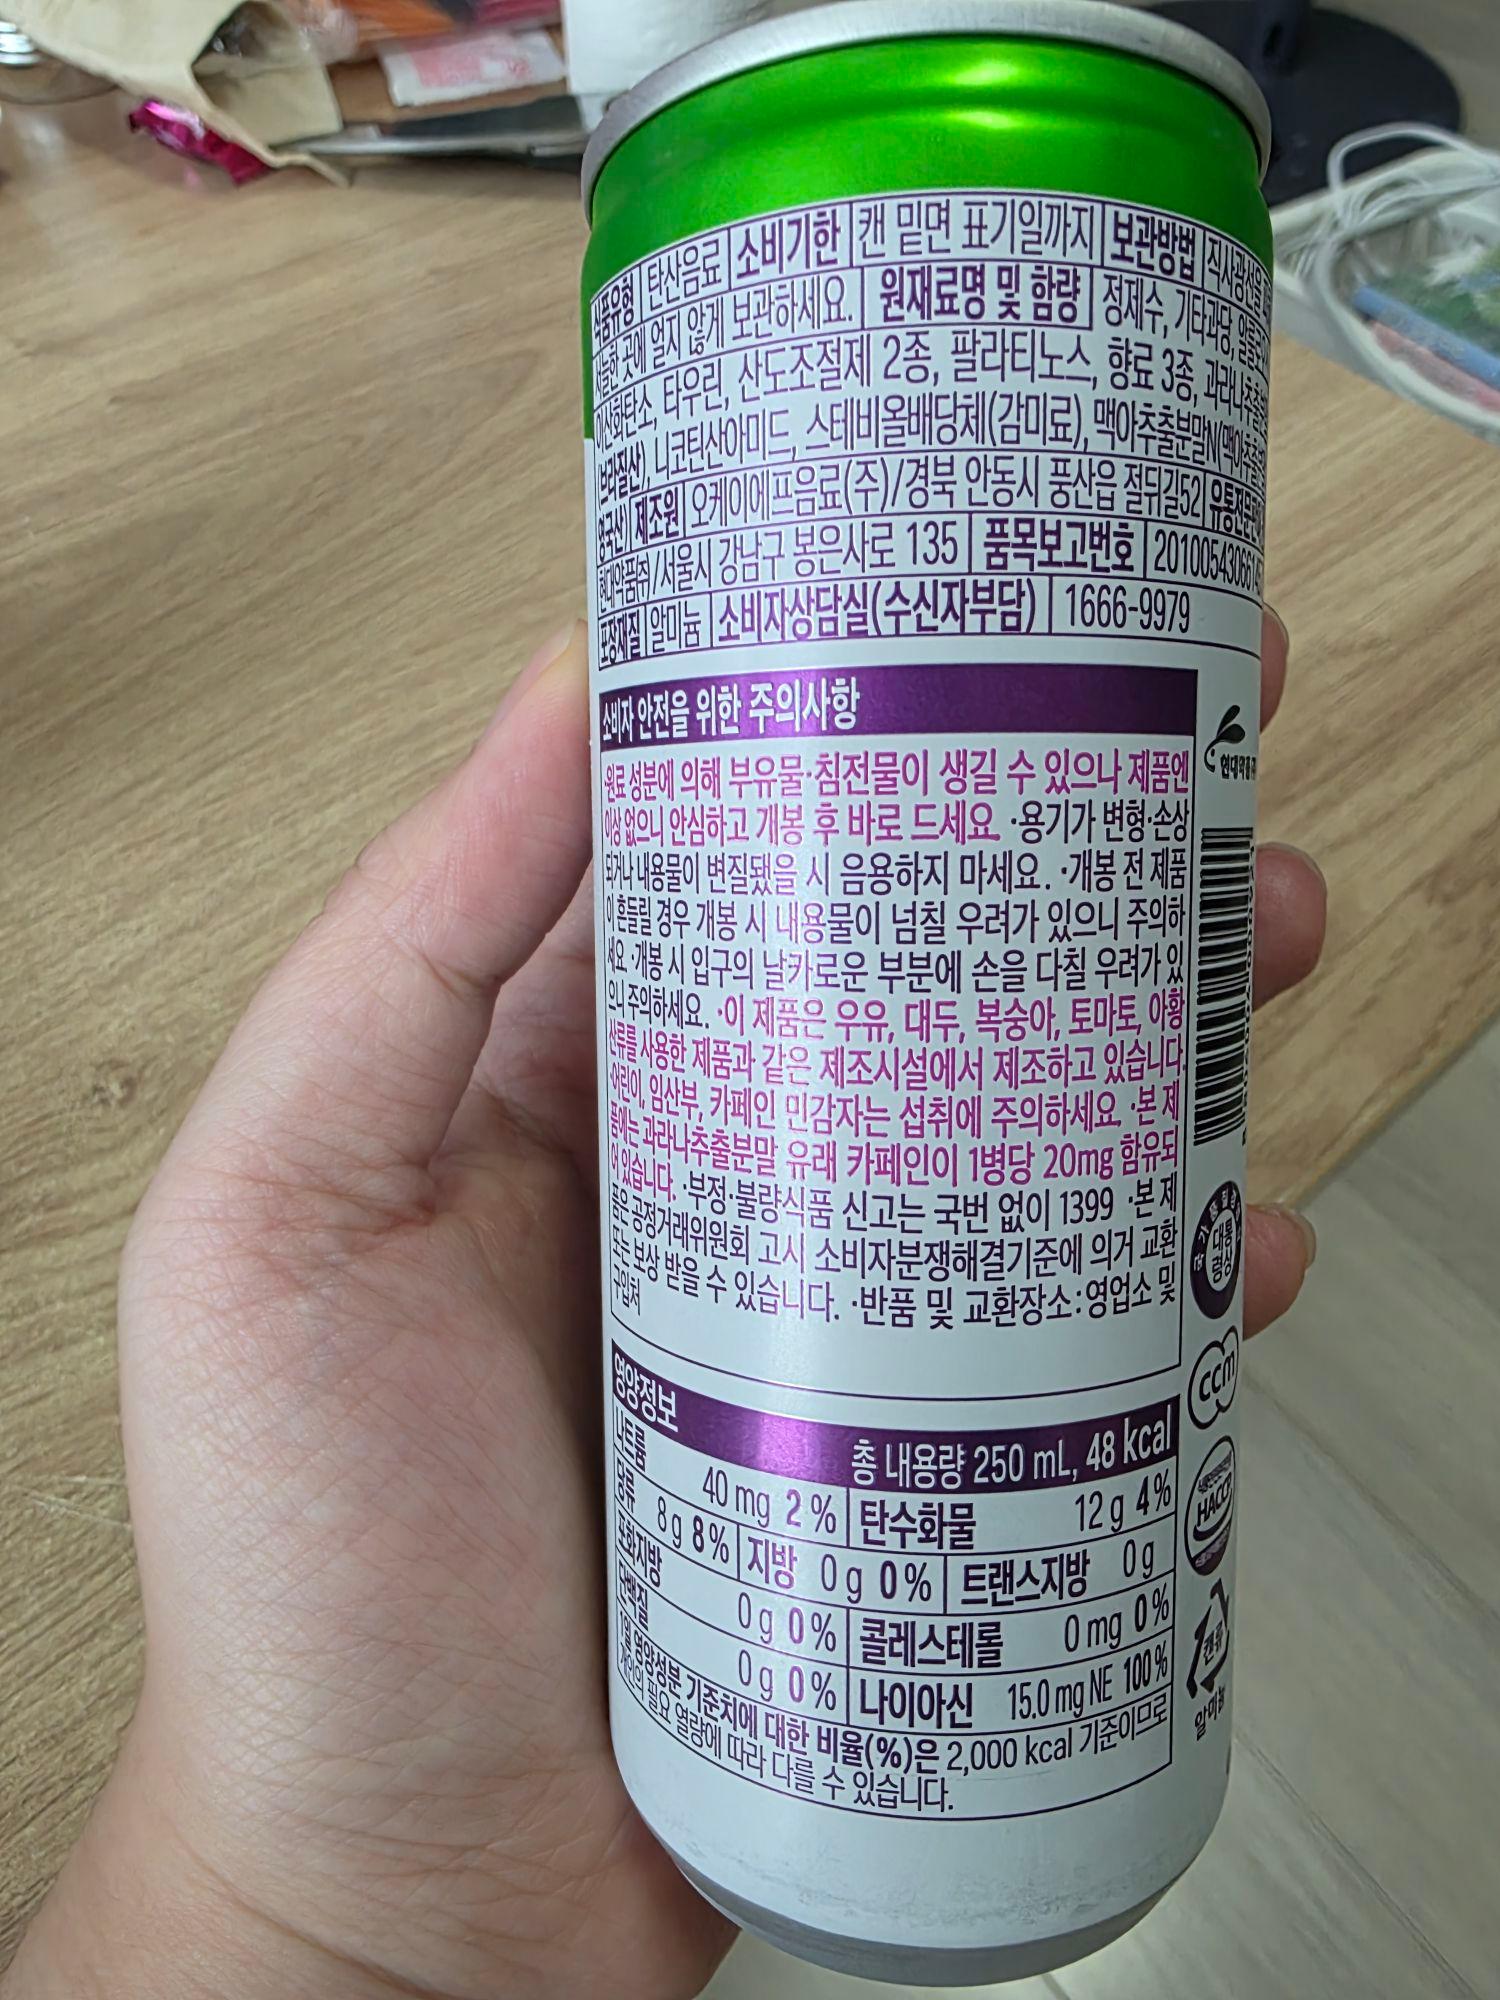 식품유형 탄산음료 소비기한 캔 밑면 표기일까지 보관방법 직사광선을
서늘한 곳에 얼지 않게 보관하세요. 원재료명 및 함량 정제수, 기타과당,
이산화탄소, 타우린, 산도조절제 2종, 팔라티노스, 향료 3종, 과라나추출분말
(브라질산), 니코틴산아미드, 스테비올배당체(감미료), 맥아추출분말N(맥아추출물
영국산) 제조원 오케이에프음료(주)/경북 안동시 풍산읍 절뒤길52
현대약품㈜/서울시 강남구 봉은사로 135 품목보고번호
포장재질 알미늄 소비자상담실(수신자부담) 1666-9979
소비자 안전을 위한 주의사항
·원료 성분에 의해 부유물·침전물이 생길 수 있으나 제품엔
이상 없으니 안심하고 개봉 후 바로 드세요. ·용기가 변형·손상
되거나 내용물이 변질됐을 시 음용하지 마세요. ·개봉 전 제품
이 흔들릴 경우 개봉 시 내용물이 넘칠 우려가 있으니 주의하
세요. ·개봉 시 입구의 날카로운 부분에 손을 다칠 우려가 있
으니 주의하세요. ·이 제품은 우유, 대두, 복숭아, 토마토, 아황
산류를 사용한 제품과 같은 제조시설에서 제조하고 있습니다.
·어린이, 임산부, 카페인 민감자는 섭취에 주의하세요. ·본 제
품에는 과라나추출분말 유래 카페인이 1병당 20mg 함유되
어 있습니다. ·부정·불량식품 신고는 국번 없이 1399 ·본 제
품은 공정거래위원회 고시 소비자분쟁해결기준에 의거 교환
또는 보상 받을 수 있습니다. ·반품 및 교환장소:영업소 및
구입처
영양정보 총 내용량 250 mL, 48 kcal
나트륨 40 mg 2 % 탄수화물 12 g 4 %
당류 8 g 8 % 지방 0 g 0 % 트랜스지방 0 g
포화지방 0 g 0 % 콜레스테롤 0 mg 0 %
단백질 0 g 0 % 나이아신 15.0 mg NE 100 %
1일 영양성분 기준치에 대한 비율(%)은 2,000 kcal 기준이므로
개인의 필요 열량에 따라 다를 수 있습니다.
현대약품
대통령상
ccm
HACCP
캔류
알미늄